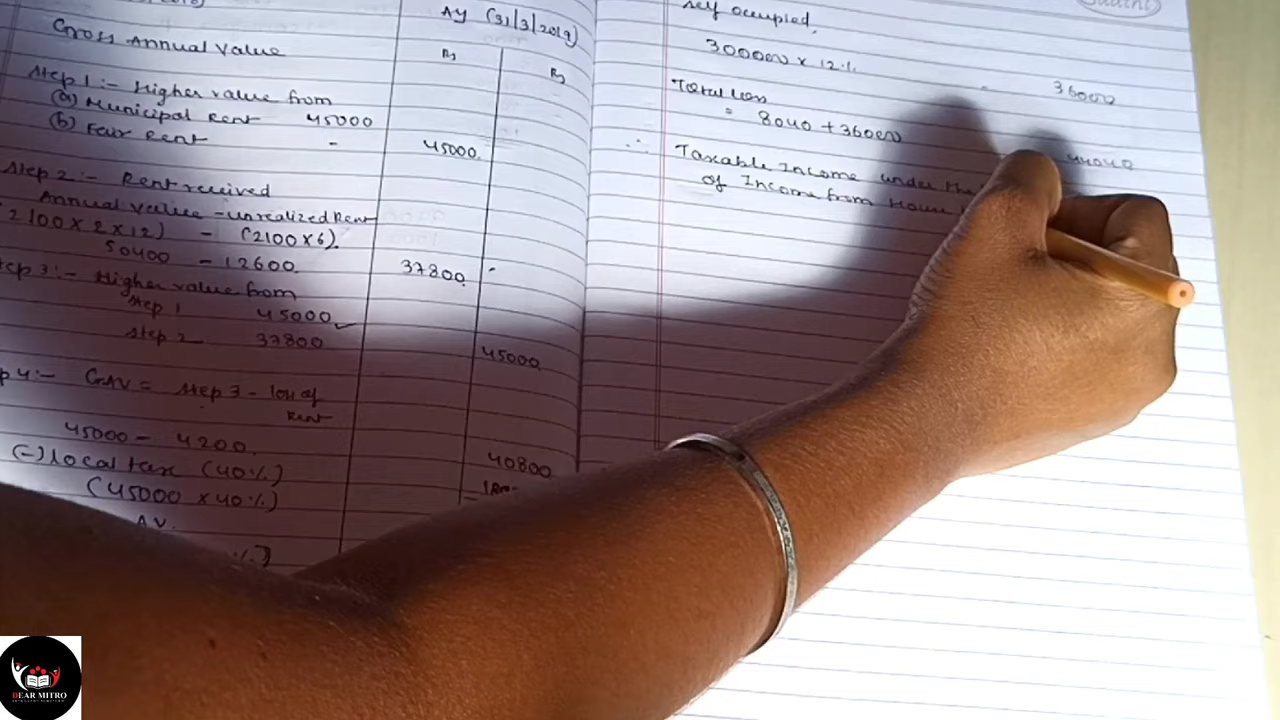 AY (31/3/2019)
Gross Annual Value
Rs
Rs
Step 1:- Higher value from
(a) Municipal Rent 45000
(b) Fair Rent - 45000
Step 2:- Rent received
Annual value - unrealized Rent
2100 x 2 x 12) - (2100 x 6)
50400 - 12600 37800
Step 3:- Higher value from
Step 1 45000
Step 2 37800 45000
p 4:- GAV = Step 3 - loss of
Rent
45000 - 4200 40800
(-) local tax (40%)
(45000 x 40%)
AV.
Self occupied,
300000 x 12% 36000
Total loss
= 8040 + 36000 44040
∴ Taxable Income under the
of Income from House
DEAR MITRO